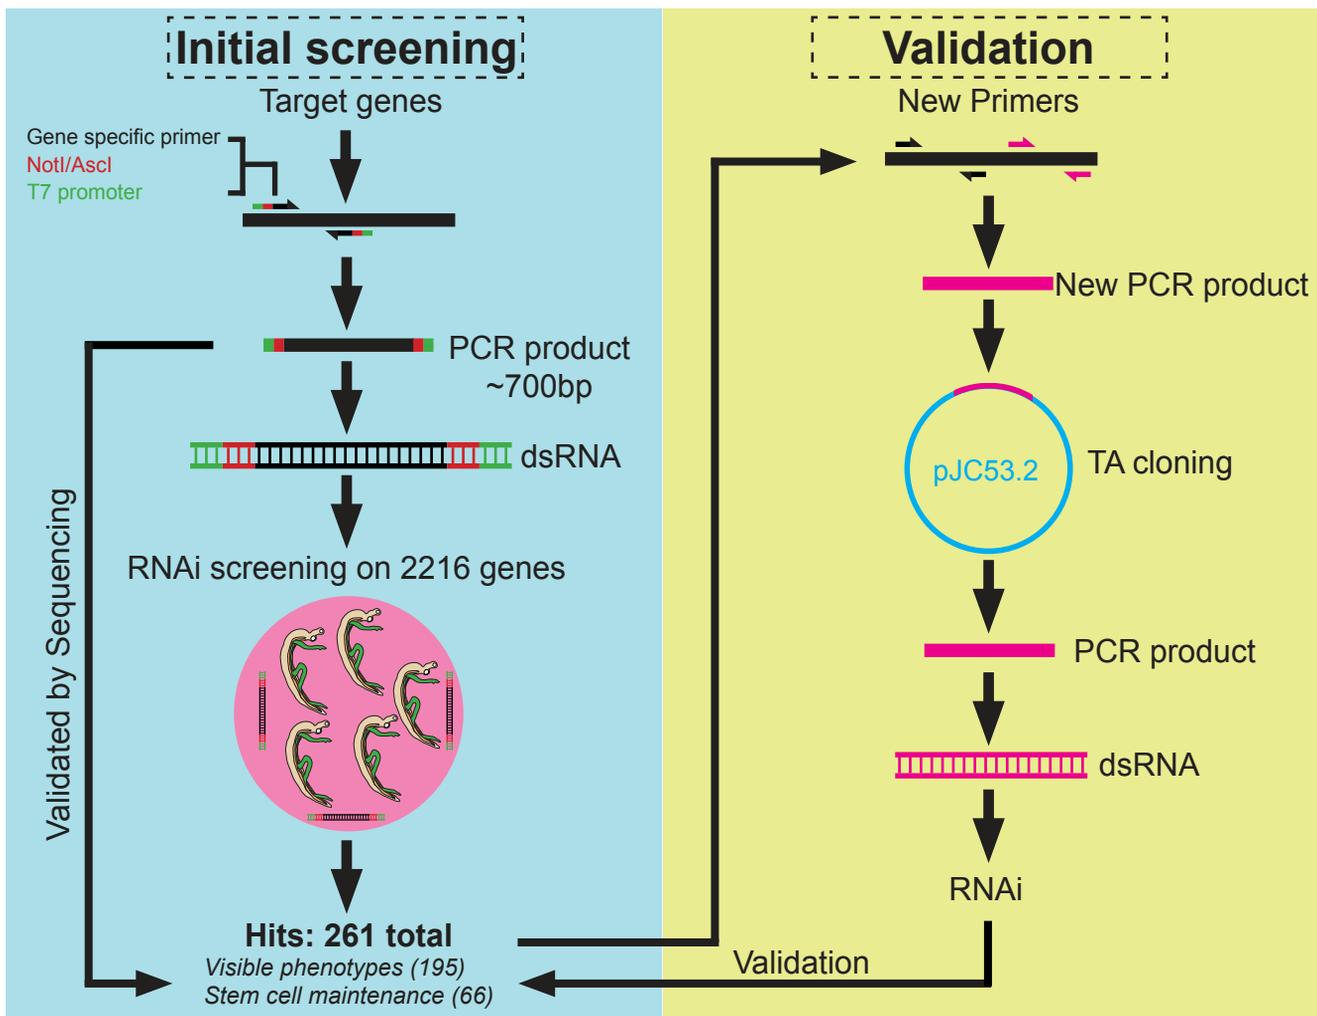 Initial screening
Target genes
Gene specific primer
NotI/AscI
T7 promoter
PCR product
~700bp
dsRNA
RNAi screening on 2216 genes
Validated by Sequencing
Hits: 261 total
Visible phenotypes (195)
Stem cell maintenance (66)
Validation
New Primers
New PCR product
pJC53.2
TA cloning
PCR product
dsRNA
RNAi
Validation